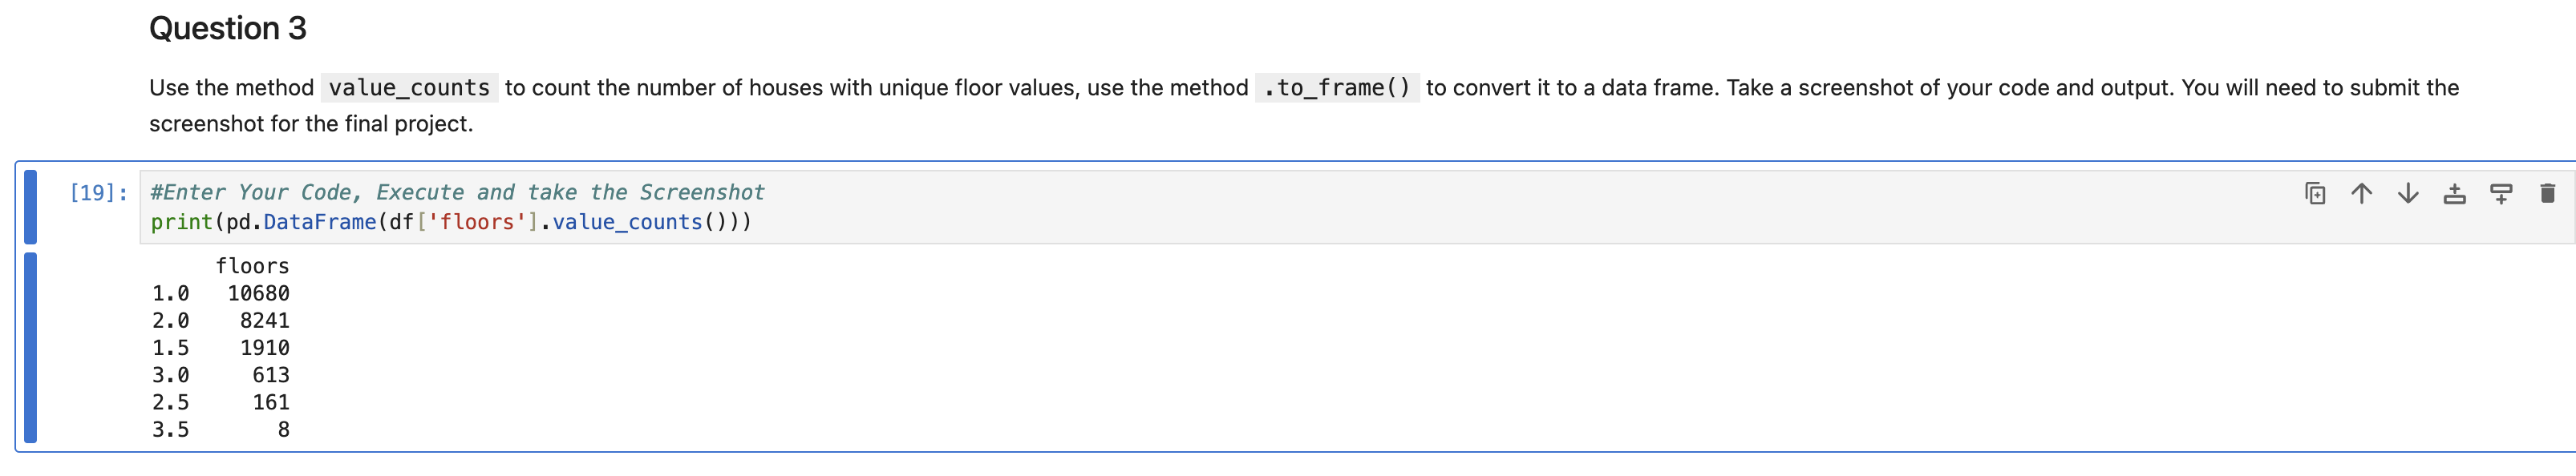 Question 3
Use the method value_counts to count the number of houses with unique floor values, use the method .to_frame() to convert it to a data frame. Take a screenshot of your code and output. You will need to submit the
screenshot for the final project.
[19]: #Enter Your Code, Execute and take the Screenshot
print(pd.DataFrame(df['floors'].value_counts()))
floors
1.0 10680
2.0 8241
1.5 1910
3.0 613
2.5 161
3.5 8